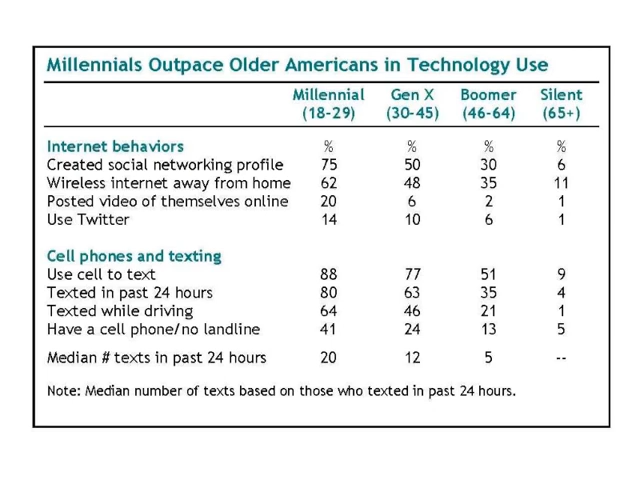 Millennials Outpace Older Americans in Technology Use
Millennial Gen X Boomer Silent
(18-29) (30-45) (46-64) (65+)
Internet behaviors % % % %
Created social networking profile 75 50 30 6
Wireless internet away from home 62 48 35 11
Posted video of themselves online 20 6 2 1
Use Twitter 14 10 6 1
Cell phones and texting
Use cell to text 88 77 51 9
Texted in past 24 hours 80 63 35 4
Texted while driving 64 46 21 1
Have a cell phone/no landline 41 24 13 5
Median # texts in past 24 hours 20 12 5 --
Note: Median number of texts based on those who texted in past 24 hours.